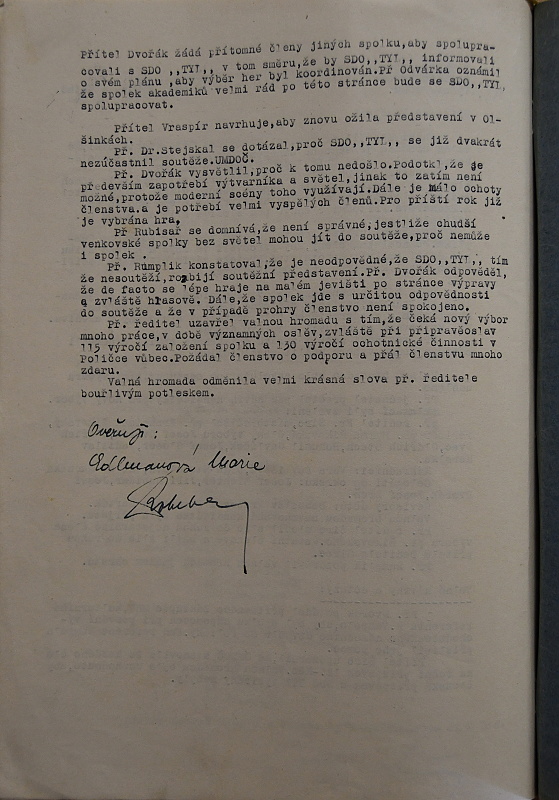 Přítel Dvořák žádá přítomné členy jiných spolku,aby spolupra-
covali s SDO ,,TYL,, v tom směru,že by SDO,,TYL,, informovali
o svém plánu ,aby výběr her byl koordinován.Př Odvárka oznámil
že spolek akademiků velmi rád po této stránce bude se SDO,,TYL,
spolupracovat.
Přítel Vraspír navrhuje,aby znovu ožila představení v Ol-
šinkách.
Př. Dr.Stejskal se dotázal,proč SDO,,TYL,, se již dvakrát
nezúčastnil soutěže.UMDOČ.
Př. Dvořák vysvětlil,proč k tomu nedošlo.Podotkl,že je
především zapotřebí výtvarníka a světel,jinak to zatím není
možné,protože moderní scény toho využívají.Dále je málo ochoty
členstva.a je potřebí velmi vyspělých členů.Pro příští rok již
je vybrána hra.
Př Rubisař se domnívá,že není správné,jestliže chudší
venkovské spolky bez světel mohou jít do soutěže,proč nemůže
i spolek .
Př. Rumplik konstatoval,že je neodpovědné,že SDO,,TYL,, tím
že nesoutěží,rozbijí soutěžní představení.Př. Dvořák odpověděl,
že de facto se lépe hraje na malém jevišti po stránce výpravy
a zvláště hlasově. Dále,že spolek jde s určitou odpovědností
do soutěže a že v případě prohry členstvo není spokojeno.
Př. ředitel uzavřel valnou hromadu s tím,že čeká nový výbor
mnoho práce,v době významných oslěv,zvláště při připravěoslav
115 výročí založení spolku a 130 výročí ochotnické činnosti v
Poličce vůbec.Požádal členstvo o podporu a přál členstvu mnoho
zdaru.
Valná hromada odměnila velmi krásná slova př. ředitele
bouřlivým potleskem.
Ověřují :
Edlmanová Marie